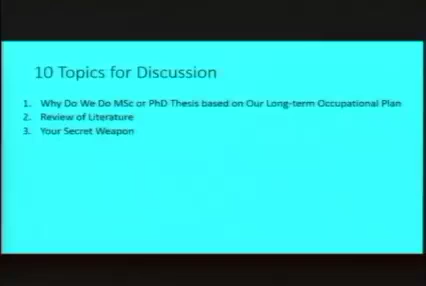 10 Topics for Discussion
1. Why Do We Do MSc or PhD Thesis based on Our Long-term Occupational Plan
2. Review of Literature
3. Your Secret Weapon